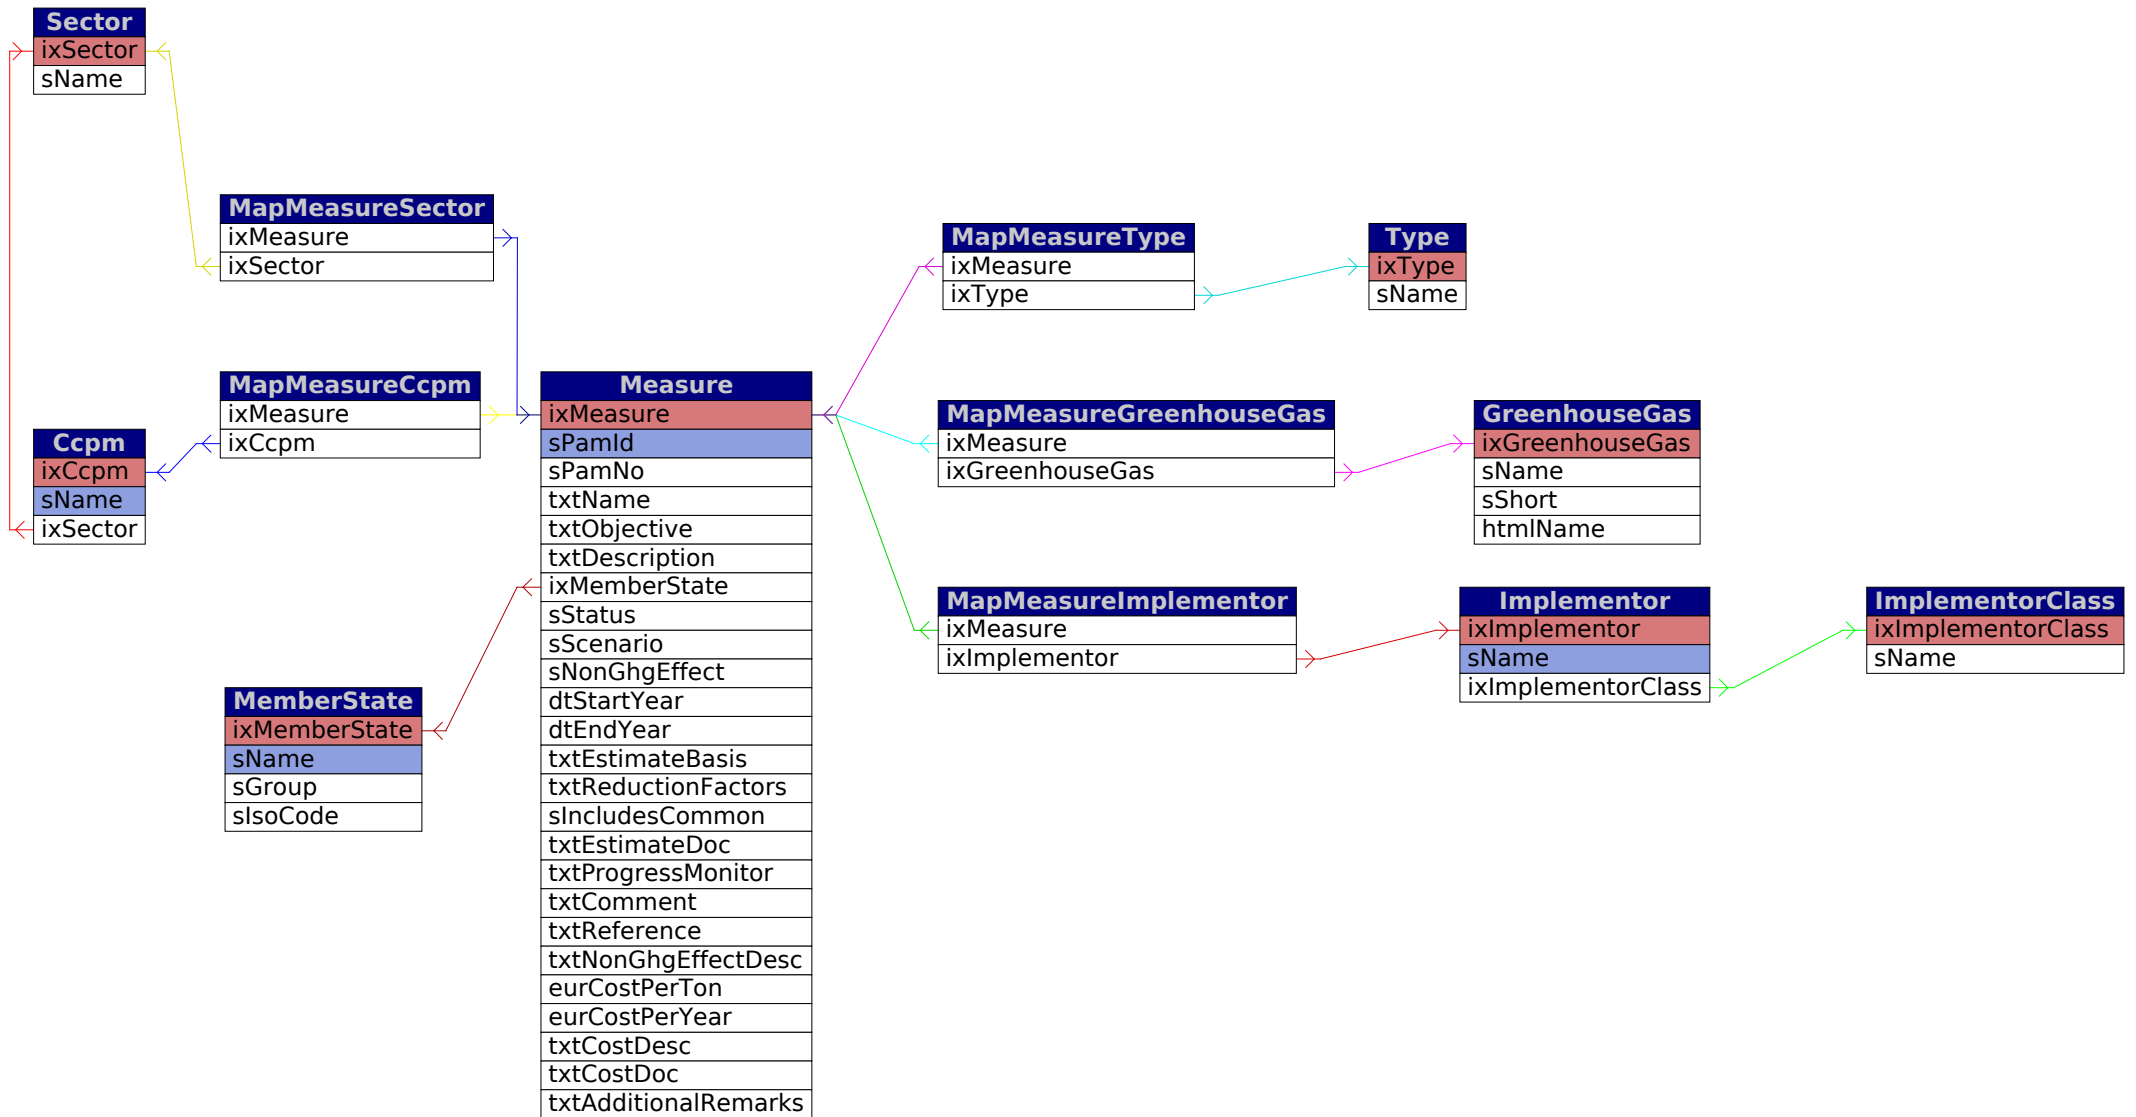 Sector
ixSector
sName
MapMeasureSector
ixMeasure
ixSector
MapMeasureCcpm
ixMeasure
ixCcpm
Ccpm
ixCcpm
sName
ixSector
MemberState
ixMemberState
sName
sGroup
sIsoCode
Measure
ixMeasure
sPamId
sPamNo
txtName
txtObjective
txtDescription
ixMemberState
sStatus
sScenario
sNonGhgEffect
dtStartYear
dtEndYear
txtEstimateBasis
txtReductionFactors
sIncludesCommon
txtEstimateDoc
txtProgressMonitor
txtComment
txtReference
txtNonGhgEffectDesc
eurCostPerTon
eurCostPerYear
txtCostDesc
txtCostDoc
txtAdditionalRemarks
MapMeasureType
ixMeasure
ixType
Type
ixType
sName
MapMeasureGreenhouseGas
ixMeasure
ixGreenhouseGas
GreenhouseGas
ixGreenhouseGas
sName
sShort
htmlName
MapMeasureImplementor
ixMeasure
ixImplementor
Implementor
ixImplementor
sName
ixImplementorClass
ImplementorClass
ixImplementorClass
sName